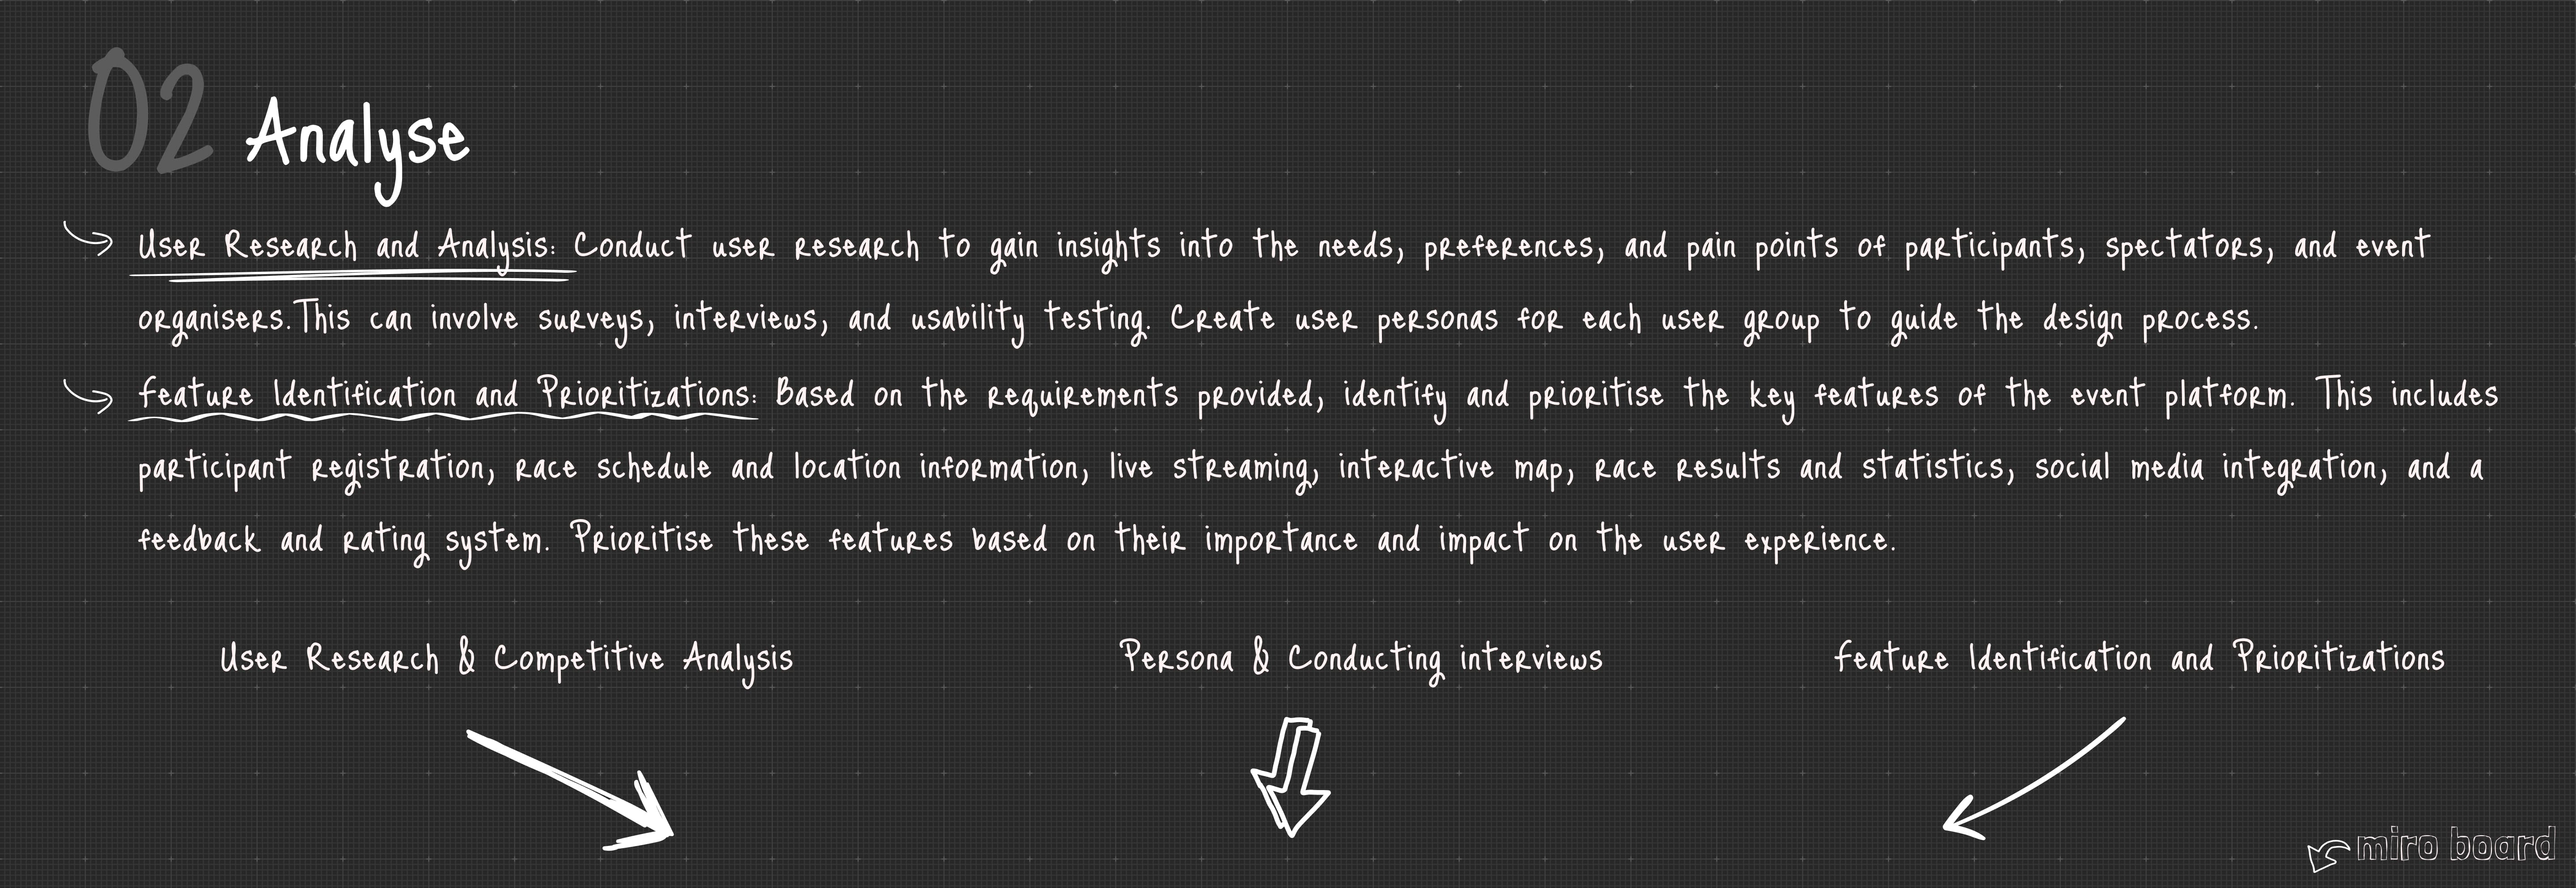 02 Analyse
User Research and Analysis: Conduct user research to gain insights into the needs, preferences, and pain points of participants, spectators, and event
organisers.This can involve surveys, interviews, and usability testing. Create user personas for each user group to guide the design process.
Feature Identification and Prioritizations: Based on the requirements provided, identify and prioritise the key features of the event platform. This includes
participant registration, race schedule and location information, live streaming, interactive map, race results and statistics, social media integration, and a
feedback and rating system. Prioritise these features based on their importance and impact on the user experience.
User Research & Competitive Analysis
Persona & Conducting interviews
Feature Identification and Prioritizations
miro board